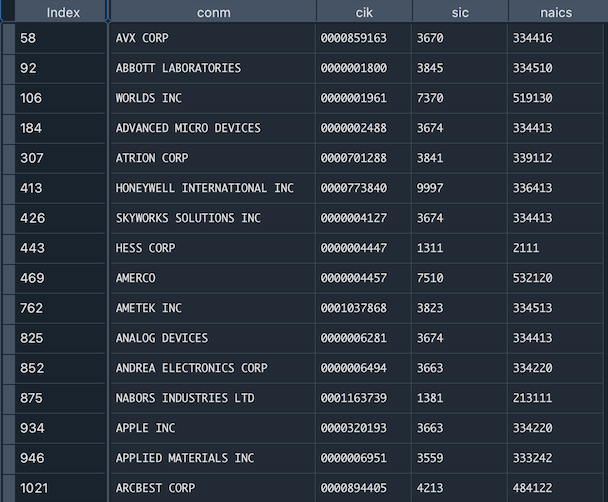 Index conm cik sic naics
58 AVX CORP 0000859163 3670 334416
92 ABBOTT LABORATORIES 0000001800 3845 334510
106 WORLDS INC 0000001961 7370 519130
184 ADVANCED MICRO DEVICES 0000002488 3674 334413
307 ATRION CORP 0000701288 3841 339112
413 HONEYWELL INTERNATIONAL INC 0000773840 9997 336413
426 SKYWORKS SOLUTIONS INC 0000004127 3674 334413
443 HESS CORP 0000004447 1311 2111
469 AMERCO 0000004457 7510 532120
762 AMETEK INC 0001037868 3823 334513
825 ANALOG DEVICES 0000006281 3674 334413
852 ANDREA ELECTRONICS CORP 0000006494 3663 334220
875 NABORS INDUSTRIES LTD 0001163739 1381 213111
934 APPLE INC 0000320193 3663 334220
946 APPLIED MATERIALS INC 0000006951 3559 333242
1021 ARCBEST CORP 0000894405 4213 484122